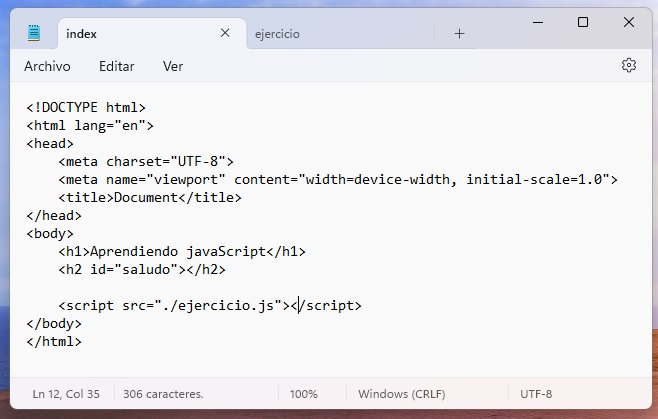 index
ejercicio
Archivo Editar Ver
<!DOCTYPE html>
<html lang="en">
<head>
    <meta charset="UTF-8">
    <meta name="viewport" content="width=device-width, initial-scale=1.0">
    <title>Document</title>
</head>
<body>
    <h1>Aprendiendo javaScript</h1>
    <h2 id="saludo"></h2>

    <script src="./ejercicio.js"></script>
</body>
</html>
Ln 12, Col 35 306 caracteres. 100% Windows (CRLF) UTF-8